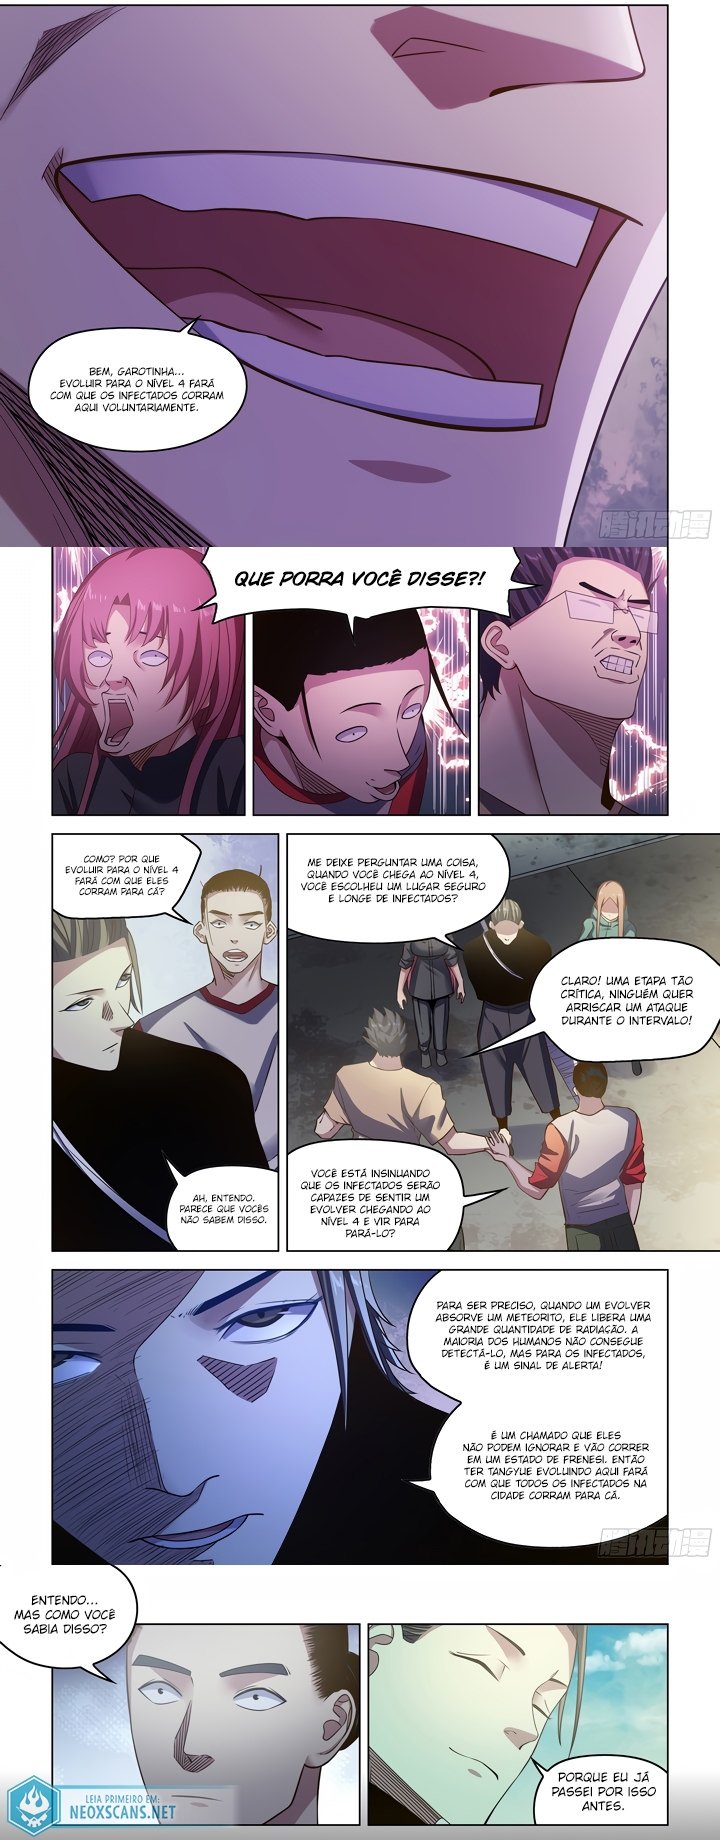 BEM, GAROTINHA...
EVOLUIR PARA O NÍVEL 4 FARÁ
COM QUE OS INFECTADOS CORRAM
AQUI VOLUNTARIAMENTE.
腾讯动漫
QUE PORRA VOCÊ DISSE?!
COMO? POR QUE
EVOLUIR PARA O NÍVEL 4
FARÁ COM QUE ELES
CORRAM PARA CÁ?
ME DEIXE PERGUNTAR UMA COISA,
QUANDO VOCÊ CHEGA AO NÍVEL 4,
VOCÊ ESCOLHEU UM LUGAR SEGURO
E LONGE DE INFECTADOS?
CLARO! UMA ETAPA TÃO
CRÍTICA, NINGUÉM QUER
ARRISCAR UM ATAQUE
DURANTE O INTERVALO!
AH, ENTENDO.
PARECE QUE VOCÊS
NÃO SABEM DISSO.
VOCÊ ESTÁ INSINUANDO
QUE OS INFECTADOS SERÃO
CAPAZES DE SENTIR UM
EVOLVER CHEGANDO AO
NÍVEL 4 E VIR PARA
PARÁ-LO?
PARA SER PRECISO, QUANDO UM EVOLVER
ABSORVE UM METEORITO, ELE LIBERA UMA
GRANDE QUANTIDADE DE RADIAÇÃO. A
MAIORIA DOS HUMANOS NÃO CONSEGUE
DETECTÁ-LO, MAS PARA OS INFECTADOS,
É UM SINAL DE ALERTA!
É UM CHAMADO QUE ELES
NÃO PODEM IGNORAR E VÃO CORRER
EM UM ESTADO DE FRENESI. ENTÃO
TER TANGYUE EVOLUINDO AQUI FARÁ
COM QUE TODOS OS INFECTADOS NA
CIDADE CORRAM PARA CÁ.
腾讯动漫
ENTENDO...
MAS COMO VOCÊ
SABIA DISSO?
PORQUE EU JÁ
PASSEI POR ISSO
ANTES.
LEIA PRIMEIRO EM:
NEOXSCANS.NET